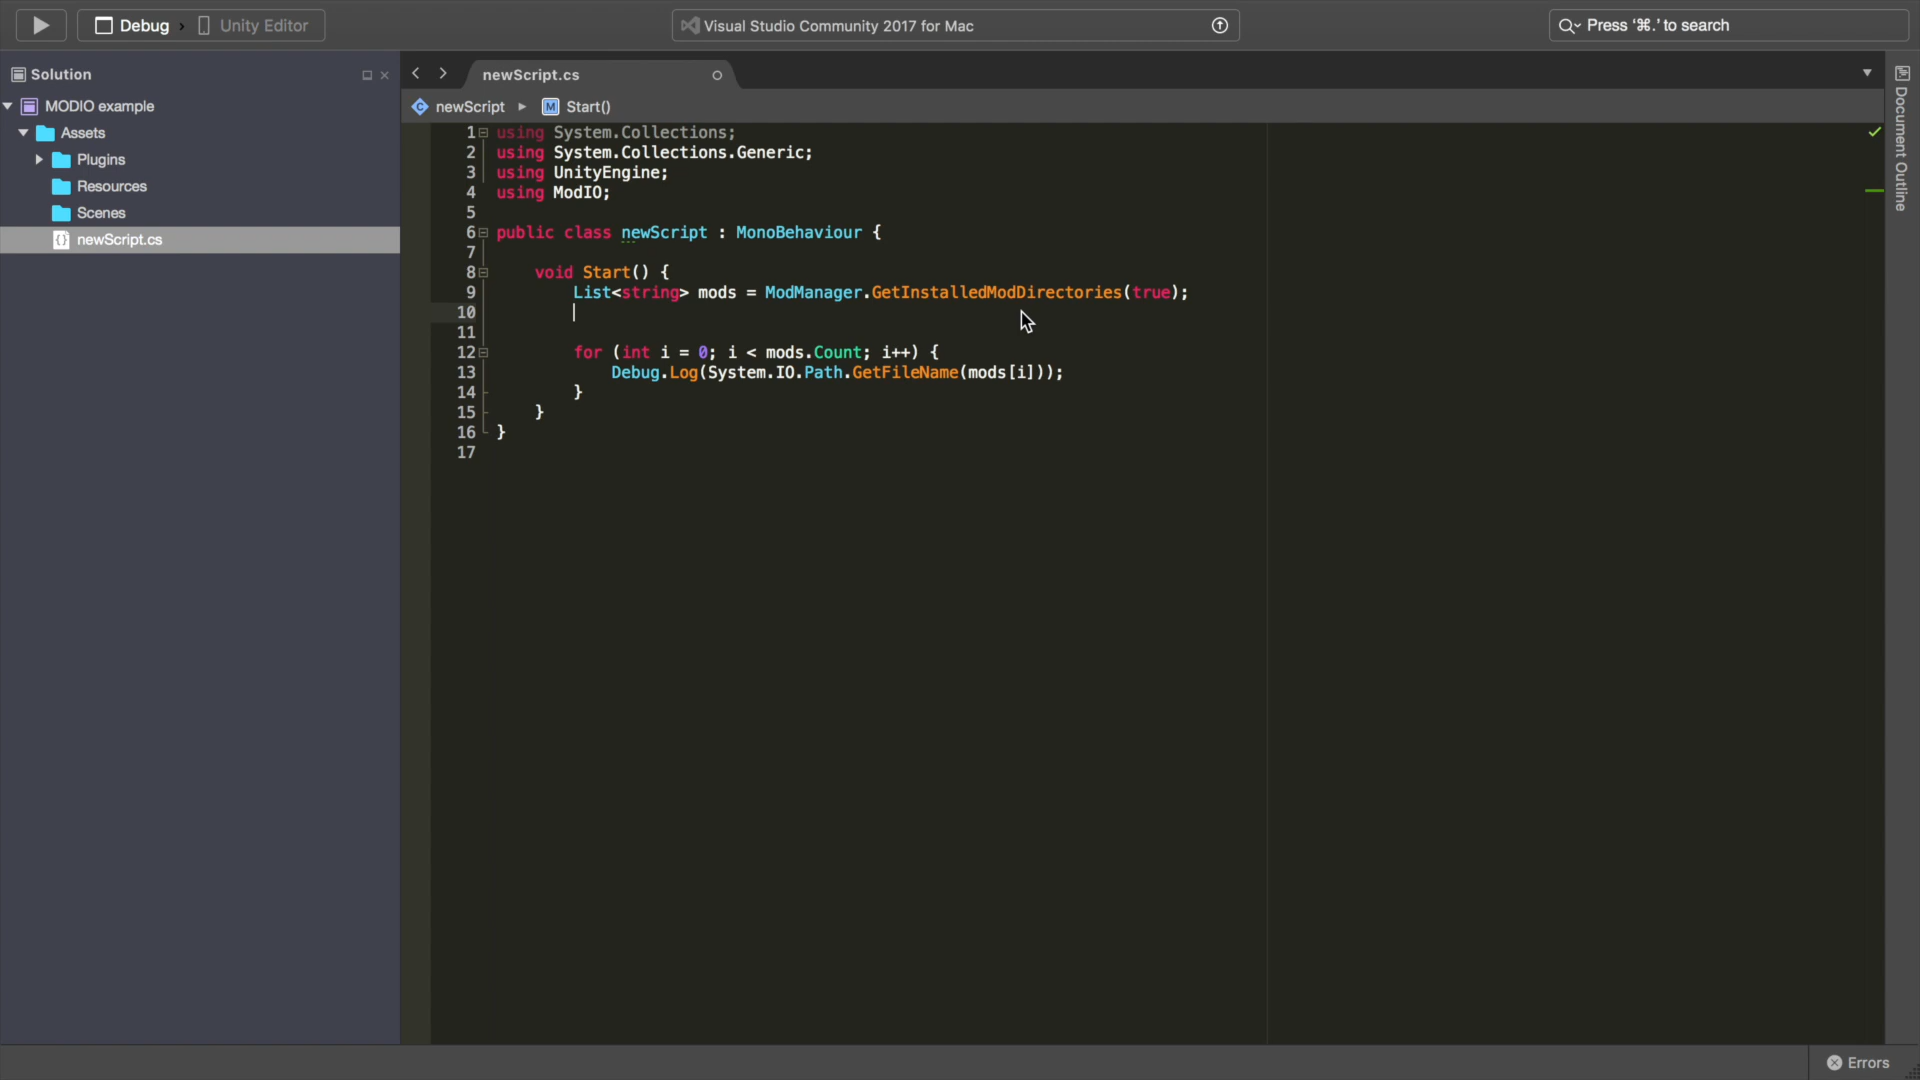 Debug › Unity Editor
Visual Studio Community 2017 for Mac
Press ‘⌘.’ to search
Solution
MODIO example
Assets
Plugins
Resources
Scenes
newScript.cs
newScript.cs
newScript ▸ M Start()
1 using System.Collections;
2 using System.Collections.Generic;
3 using UnityEngine;
4 using ModIO;
5
6 public class newScript : MonoBehaviour {
7
8 void Start() {
9 List<string> mods = ModManager.GetInstalledModDirectories(true);
10
11
12 for (int i = 0; i < mods.Count; i++) {
13 Debug.Log(System.IO.Path.GetFileName(mods[i]));
14 }
15 }
16 }
17
Document Outline
Errors